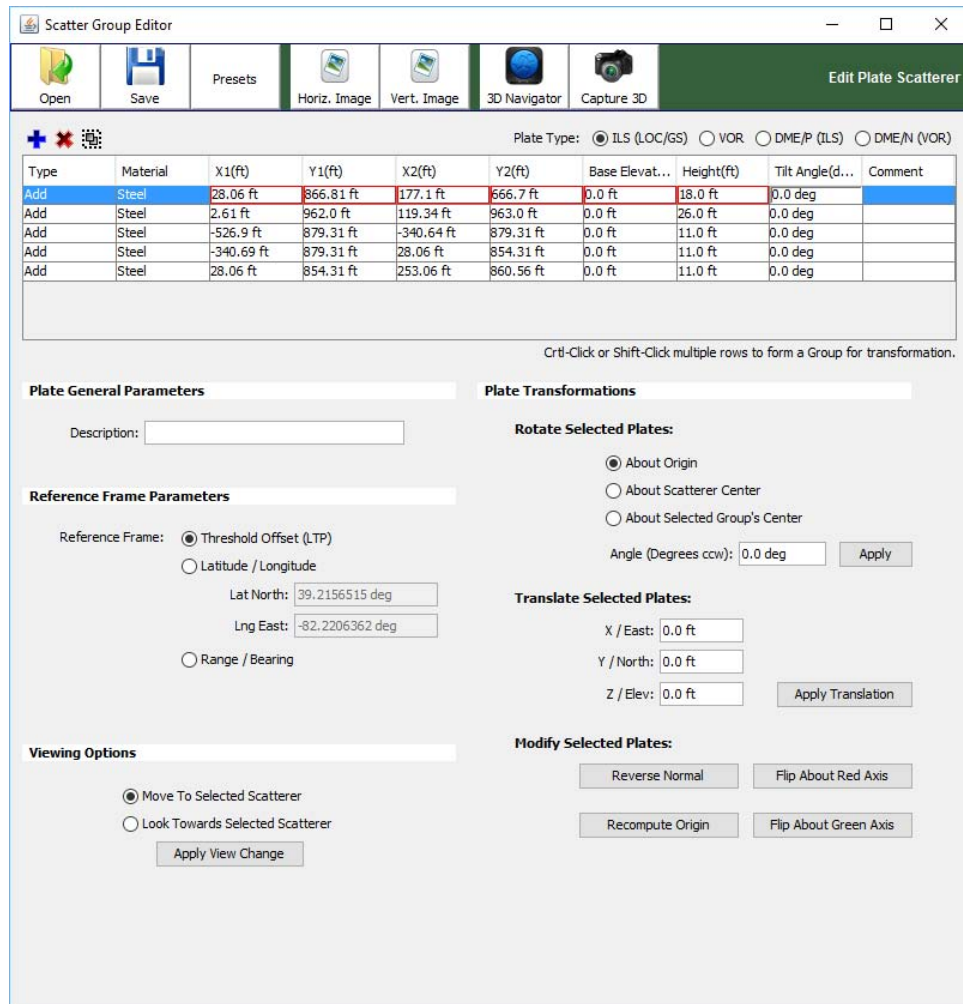 Scatter Group Editor
Open Save Presets Horiz. Image Vert. Image 3D Navigator Capture 3D Edit Plate Scatterer
Plate Type: ILS (LOC/GS) VOR DME/P (ILS) DME/N (VOR)
Type Material X1(ft) Y1(ft) X2(ft) Y2(ft) Base Elevat... Height(ft) Tilt Angle(d... Comment
Add Steel 28.06 ft 866.81 ft 177.1 ft 666.7 ft 0.0 ft 18.0 ft 0.0 deg
Add Steel 2.61 ft 962.0 ft 119.34 ft 963.0 ft 0.0 ft 26.0 ft 0.0 deg
Add Steel -526.9 ft 879.31 ft -340.64 ft 879.31 ft 0.0 ft 11.0 ft 0.0 deg
Add Steel -340.69 ft 879.31 ft 28.06 ft 854.31 ft 0.0 ft 11.0 ft 0.0 deg
Add Steel 28.06 ft 854.31 ft 253.06 ft 860.56 ft 0.0 ft 11.0 ft 0.0 deg
Crtl-Click or Shift-Click multiple rows to form a Group for transformation.
Plate General Parameters
Description:
Reference Frame Parameters
Reference Frame: Threshold Offset (LTP)
Latitude / Longitude
Lat North: 39.2156515 deg
Lng East: -82.2206362 deg
Range / Bearing
Viewing Options
Move To Selected Scatterer
Look Towards Selected Scatterer
Apply View Change
Plate Transformations
Rotate Selected Plates:
About Origin
About Scatterer Center
About Selected Group's Center
Angle (Degrees ccw): 0.0 deg Apply
Translate Selected Plates:
X / East: 0.0 ft
Y / North: 0.0 ft
Z / Elev: 0.0 ft Apply Translation
Modify Selected Plates:
Reverse Normal Flip About Red Axis
Recompute Origin Flip About Green Axis